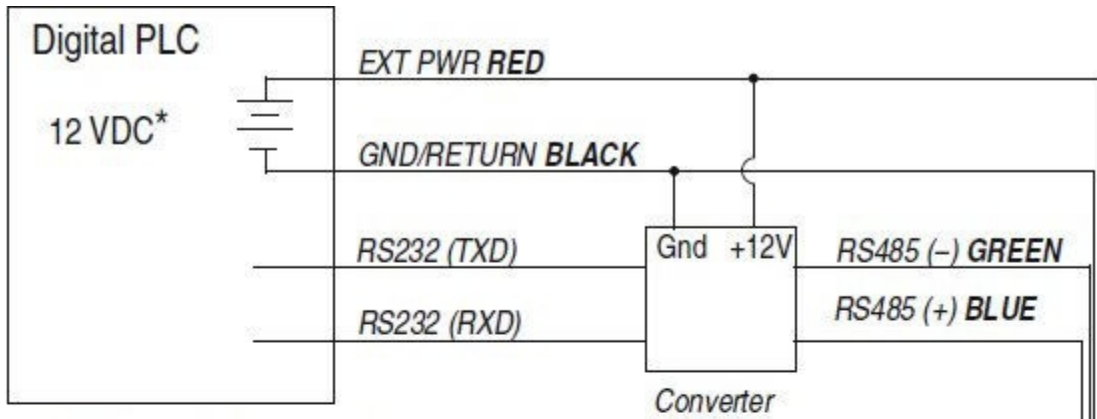 Digital PLC
12 VDC*
EXT PWR RED
GND/RETURN BLACK
RS232 (TXD)
RS232 (RXD)
Gnd +12V
RS485 (–) GREEN
RS485 (+) BLUE
Converter